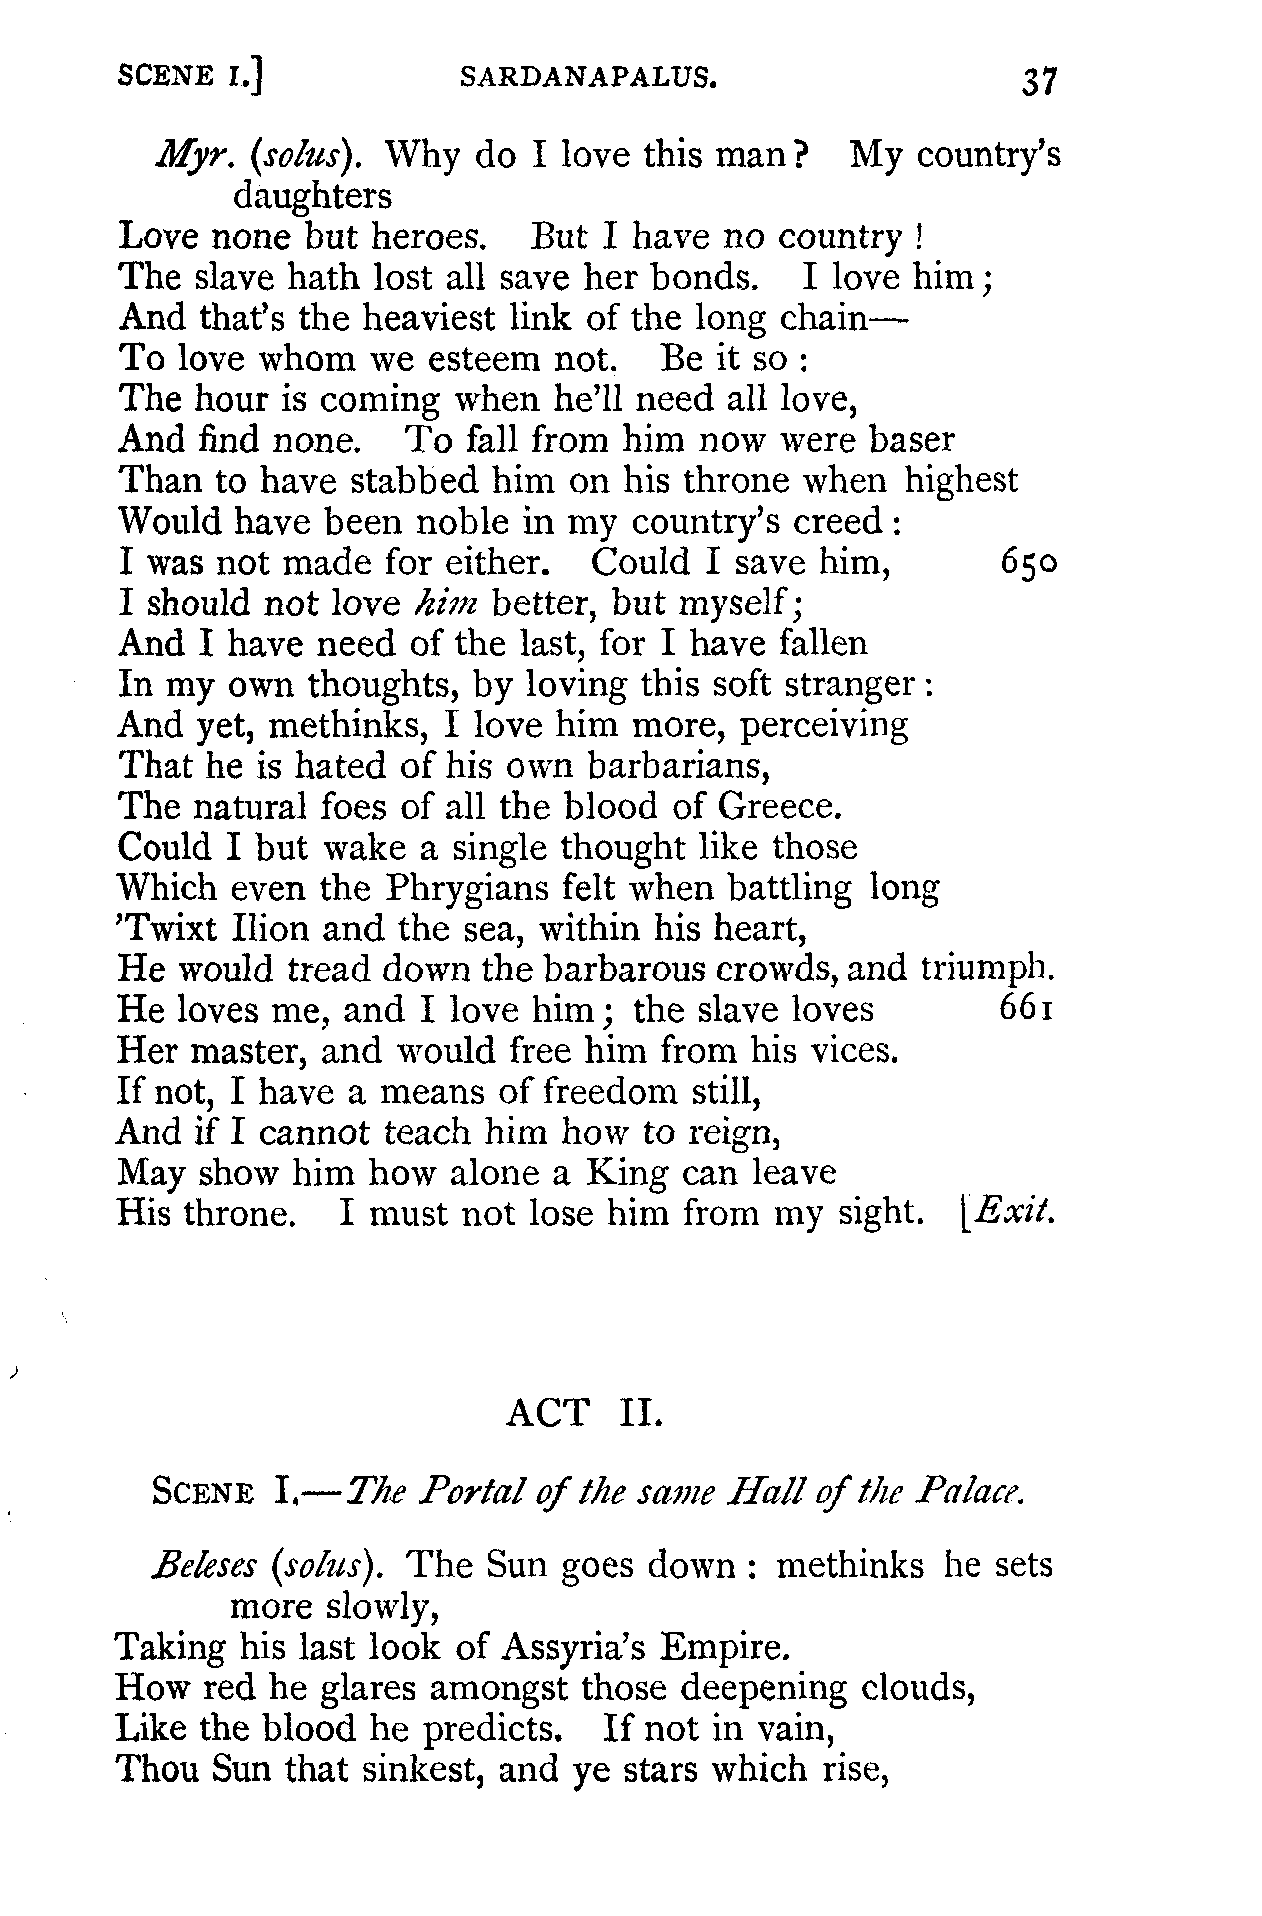 SCENE I.] SARDANAPALUS. 37
Myr. (solus). Why do I love this man? My country's
daughters
Love none but heroes. But I have no country!
The slave hath lost all save her bonds. I love him;
And that's the heaviest link of the long chain—
To love whom we esteem not. Be it so:
The hour is coming when he'll need all love,
And find none. To fall from him now were baser
Than to have stabbed him on his throne when highest
Would have been noble in my country's creed:
I was not made for either. Could I save him, 650
I should not love him better, but myself;
And I have need of the last, for I have fallen
In my own thoughts, by loving this soft stranger:
And yet, methinks, I love him more, perceiving
That he is hated of his own barbarians,
The natural foes of all the blood of Greece.
Could I but wake a single thought like those
Which even the Phrygians felt when battling long
'Twixt Ilion and the sea, within his heart,
He would tread down the barbarous crowds, and triumph.
He loves me, and I love him; the slave loves 661
Her master, and would free him from his vices.
If not, I have a means of freedom still,
And if I cannot teach him how to reign,
May show him how alone a King can leave
His throne. I must not lose him from my sight. [Exit.
ACT II.
SCENE I.—The Portal of the same Hall of the Palace.
Beleses (solus). The Sun goes down: methinks he sets
more slowly,
Taking his last look of Assyria's Empire.
How red he glares amongst those deepening clouds,
Like the blood he predicts. If not in vain,
Thou Sun that sinkest, and ye stars which rise,